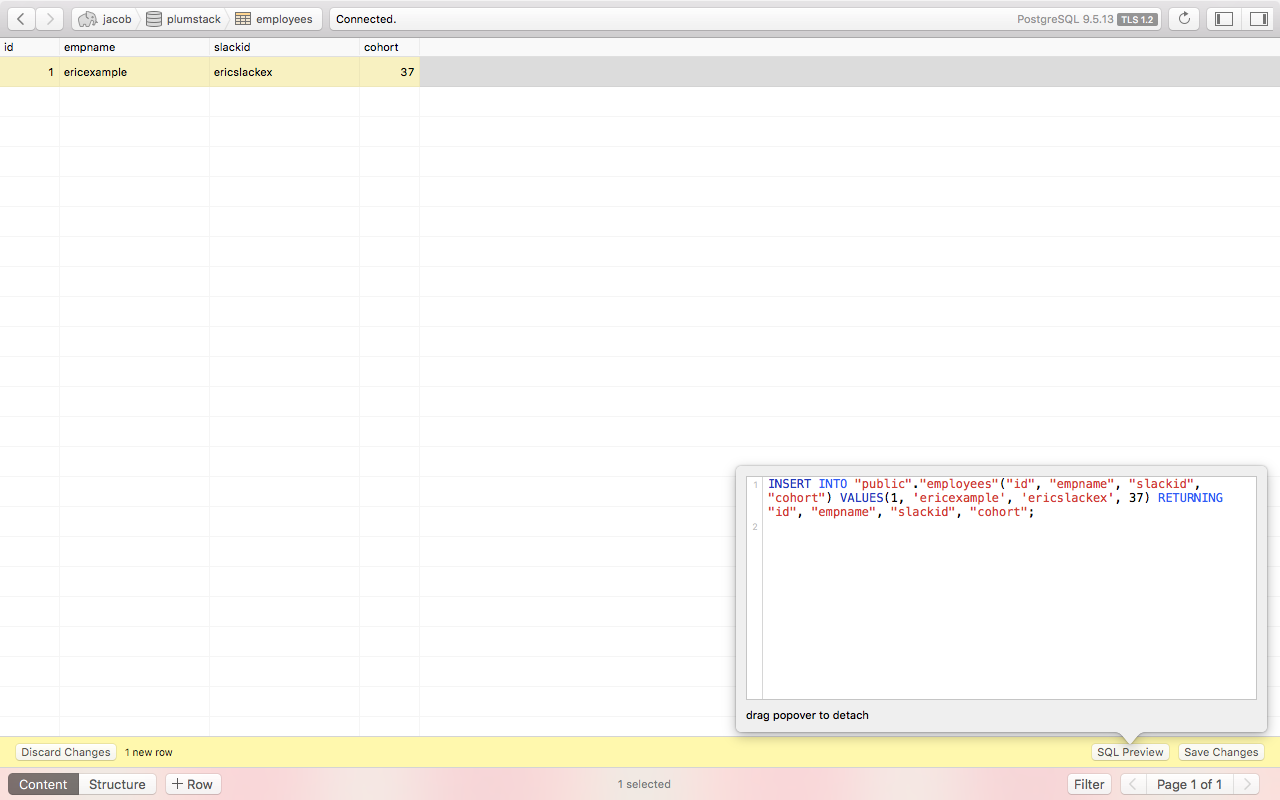 jacob plumstack employees Connected. PostgreSQL 9.5.13 TLS 1.2
id empname slackid cohort
1 ericexample ericslackex 37
1 INSERT INTO "public"."employees"("id", "empname", "slackid",
"cohort") VALUES(1, 'ericexample', 'ericslackex', 37) RETURNING
"id", "empname", "slackid", "cohort";
2
drag popover to detach
Discard Changes 1 new row SQL Preview Save Changes
Content Structure + Row 1 selected Filter Page 1 of 1